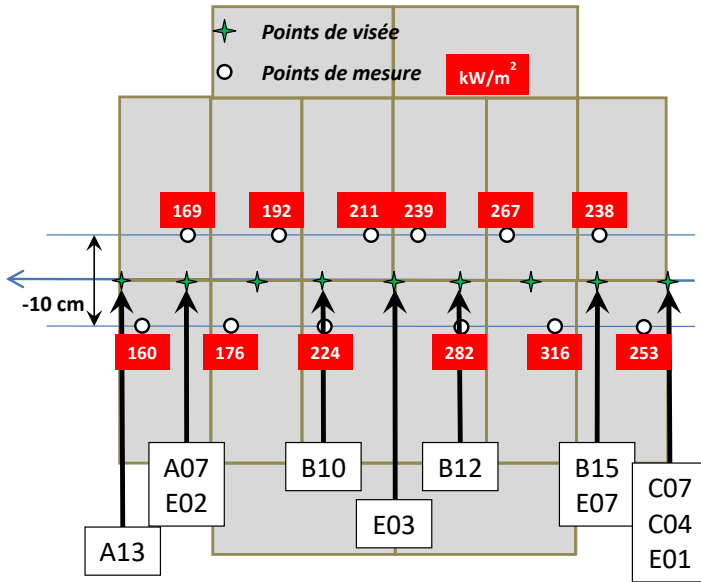 Points de visée
Points de mesure
kW/m²
169 192 211 239 267 238
-10 cm
160 176 224 282 316 253
A07
E02
B10
B12
B15
E07
C07
C04
E01
E03
A13